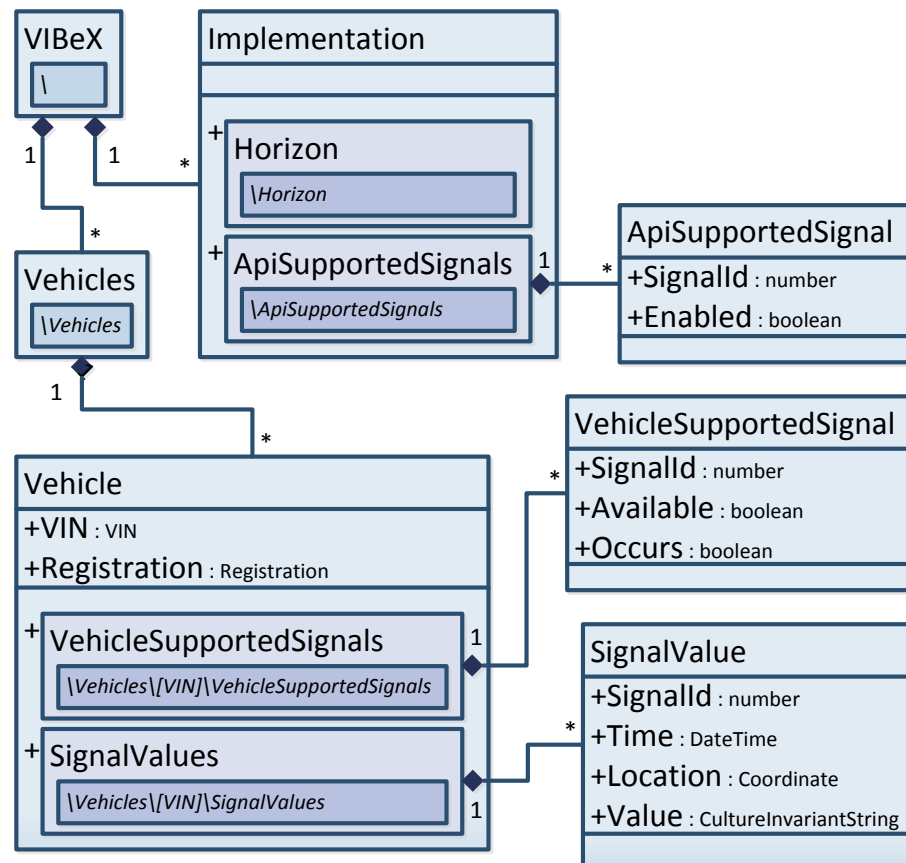 VIBeX
\
1
1
*
*
Implementation
+
Horizon
\Horizon
+
ApiSupportedSignals
\ApiSupportedSignals
1
*
ApiSupportedSignal
+SignalId : number
+Enabled : boolean
Vehicles
\Vehicles
1
*
Vehicle
+VIN : VIN
+Registration : Registration
+
VehicleSupportedSignals
\Vehicles\[VIN]\VehicleSupportedSignals
1
*
+
SignalValues
\Vehicles\[VIN]\SignalValues
1
*
VehicleSupportedSignal
+SignalId : number
+Available : boolean
+Occurs : boolean
SignalValue
+SignalId : number
+Time : DateTime
+Location : Coordinate
+Value : CultureInvariantString